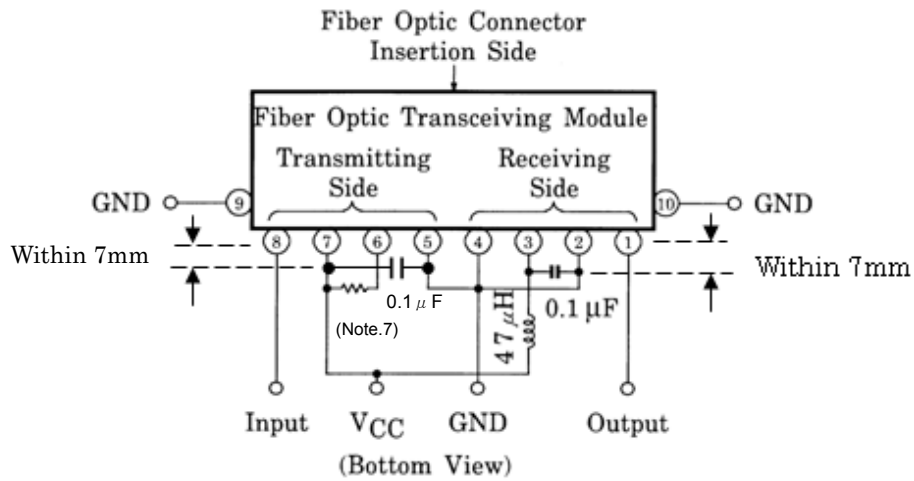 Fiber Optic Connector
Insertion Side
Fiber Optic Transceiving Module
Transmitting
Side
Receiving
Side
GND
9
10
GND
8
7
6
5
4
3
2
1
Within 7mm
Within 7mm
0.1 μ F
(Note.7)
47 μH
0.1 μF
Input
VCC
GND
Output
(Bottom View)